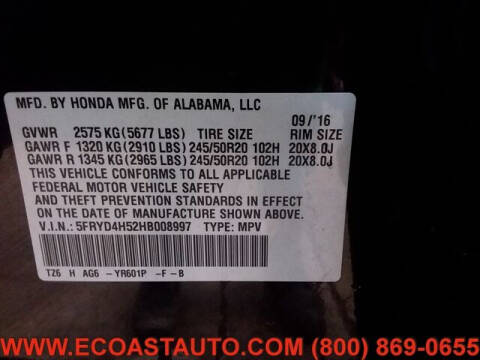 MFD. BY HONDA MFG. OF ALABAMA, LLC
09/'16
GVWR 2575 KG(5677 LBS) TIRE SIZE RIM SIZE
GAWR F 1320 KG(2910 LBS) 245/50R20 102H 20X8.0J
GAWR R 1345 KG(2965 LBS) 245/50R20 102H 20X8.0J
THIS VEHICLE CONFORMS TO ALL APPLICABLE
FEDERAL MOTOR VEHICLE SAFETY
AND THEFT PREVENTION STANDARDS IN EFFECT
ON THE DATE OF MANUFACTURE SHOWN ABOVE.
V.I.N.: 5FRYD4H52HB008997 TYPE: MPV
TZ6 H AG6 -YR601P -F -B
WWW.ECOASTAUTO.COM (800) 869-0655